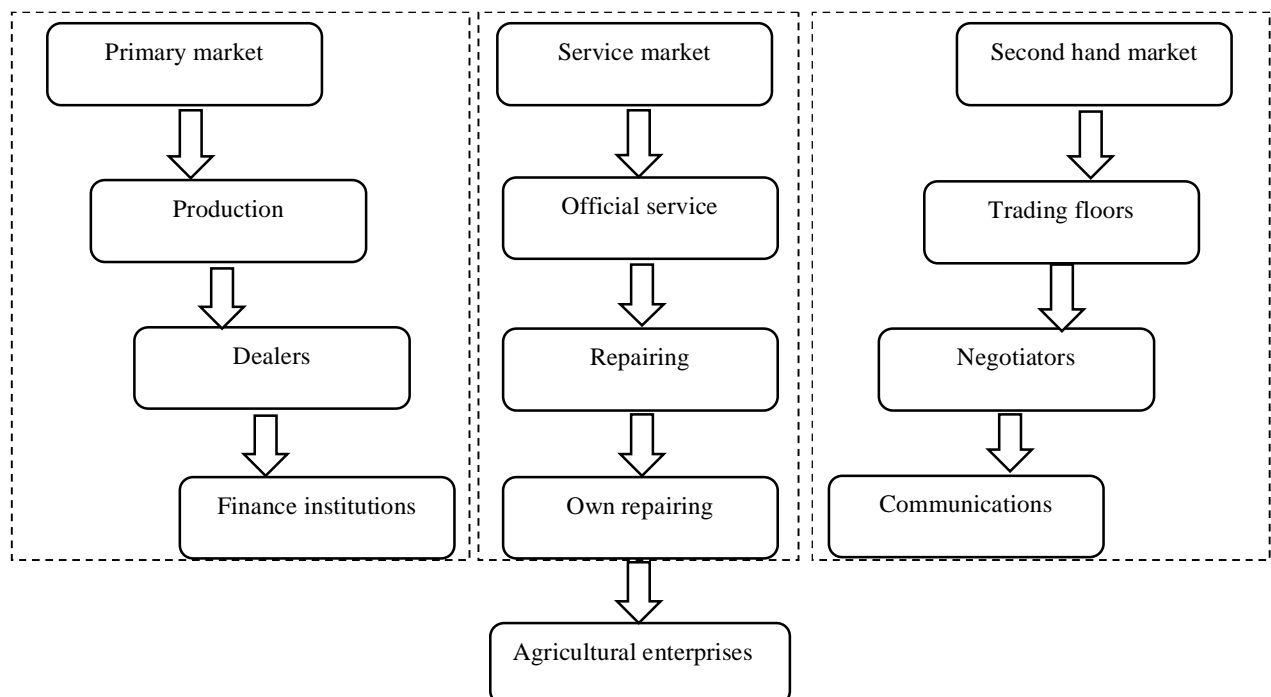 Primary market
Service market
Second hand market
Production
Official service
Trading floors
Dealers
Repairing
Negotiators
Finance institutions
Own repairing
Communications
Agricultural enterprises